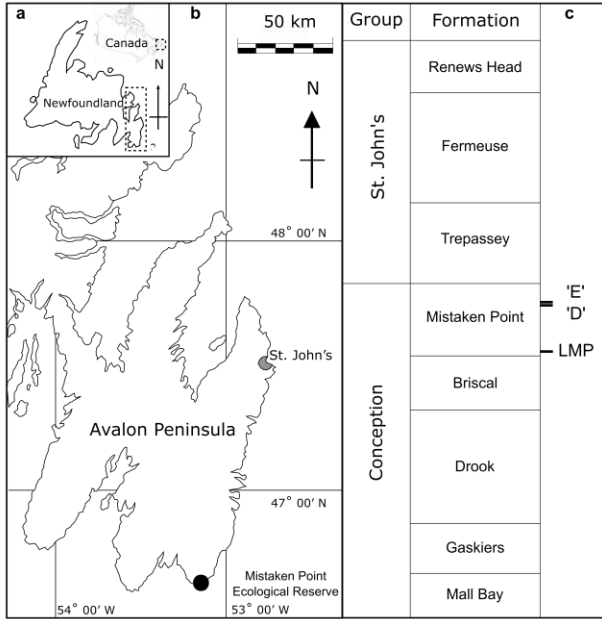 a
Canada
N
Newfoundland
b
50 km
N
48° 00' N
St. John's
Avalon Peninsula
47° 00' N
Mistaken Point
Ecological Reserve
54° 00' W
53° 00' W
Group
Formation
c
St. John's
Renews Head
Fermeuse
Trepassey
Conception
Mistaken Point
'E'
'D'
LMP
Briscal
Drook
Gaskiers
Mall Bay